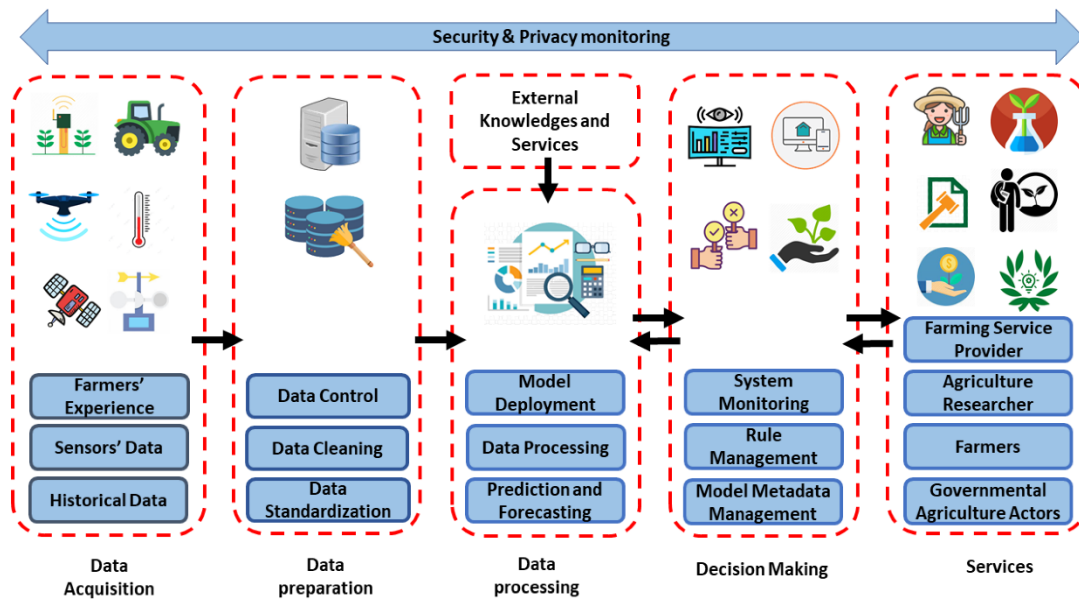 Security & Privacy monitoring
External
Knowledges and
Services
Farmers'
Experience
Sensors' Data
Historical Data
Data Control
Data Cleaning
Data
Standardization
Model
Deployment
Data Processing
Prediction and
Forecasting
System
Monitoring
Rule
Management
Model Metadata
Management
Farming Service
Provider
Agriculture
Researcher
Farmers
Governmental
Agriculture Actors
Data
Acquisition
Data
preparation
Data
processing
Decision Making
Services